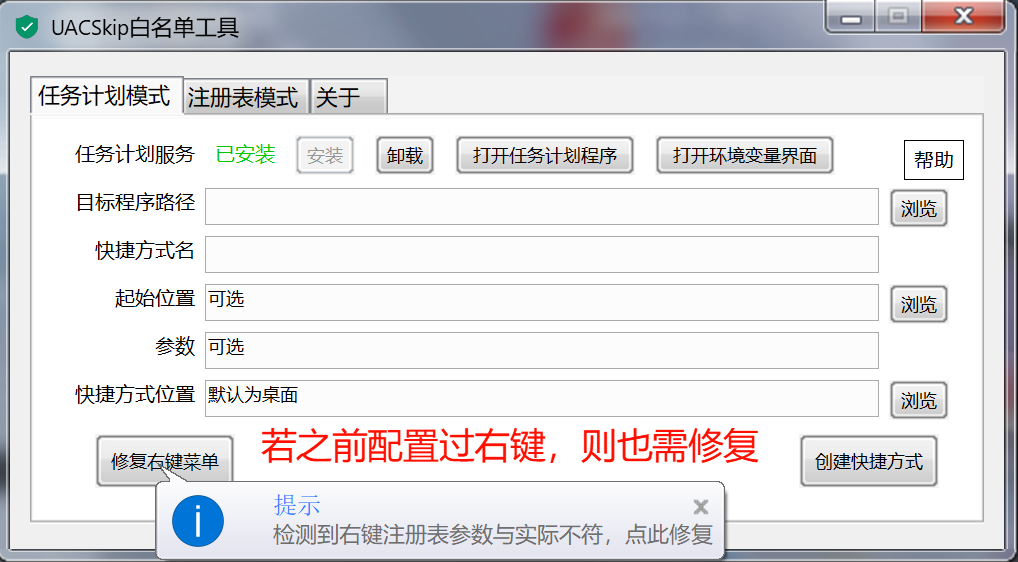 UACSkip白名单工具
任务计划模式 注册表模式 关于
任务计划服务 已安装 安装 卸载 打开任务计划程序 打开环境变量界面 帮助
目标程序路径 浏览
快捷方式名
起始位置 可选 浏览
参数 可选
快捷方式位置 默认为桌面 浏览
修复右键菜单 若之前配置过右键，则也需修复 创建快捷方式
提示
检测到右键注册表参数与实际不符，点此修复